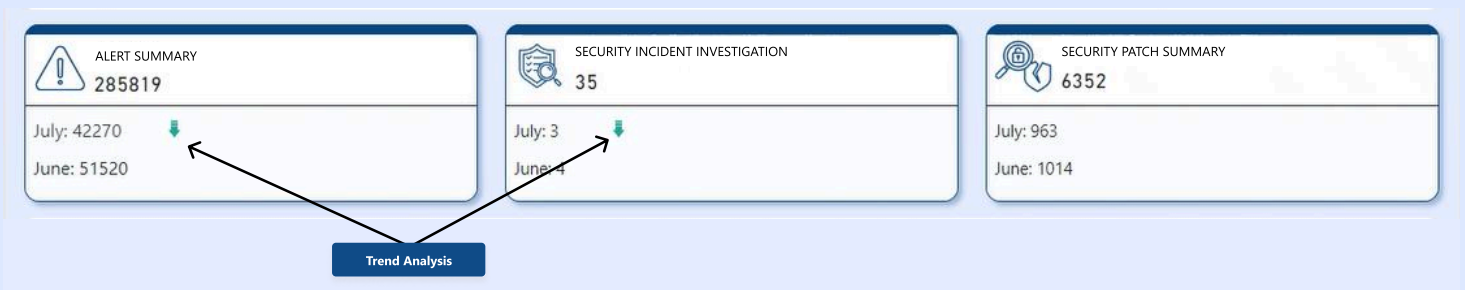 ALERT SUMMARY
285819
July: 42270
June: 51520
SECURITY INCIDENT INVESTIGATION
35
July: 3
June: 4
SECURITY PATCH SUMMARY
6352
July: 963
June: 1014
Trend Analysis